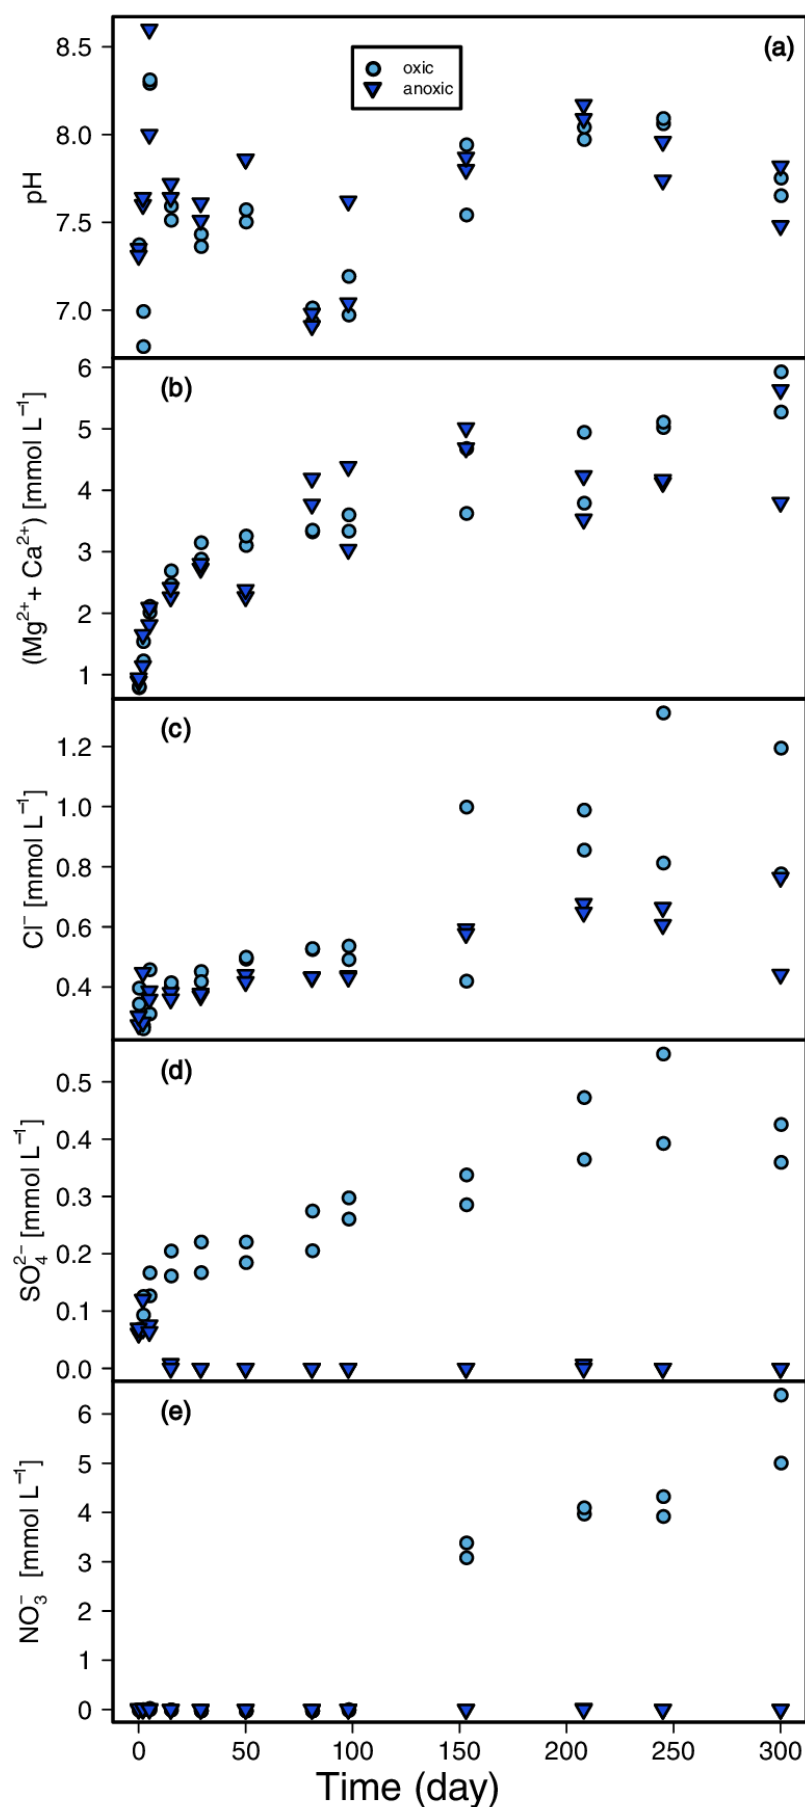 (a)
oxic
anoxic
pH
8.5
8.0
7.5
7.0
(b)
(Mg²⁺+ Ca²⁺) [mmol L⁻¹]
6
5
4
3
2
1
(c)
Cl⁻ [mmol L⁻¹]
1.2
1.0
0.8
0.6
0.4
(d)
SO₄²⁻ [mmol L⁻¹]
0.5
0.4
0.3
0.2
0.1
0.0
(e)
NO₃⁻ [mmol L⁻¹]
6
5
4
3
2
1
0
0 50 100 150 200 250 300
Time (day)